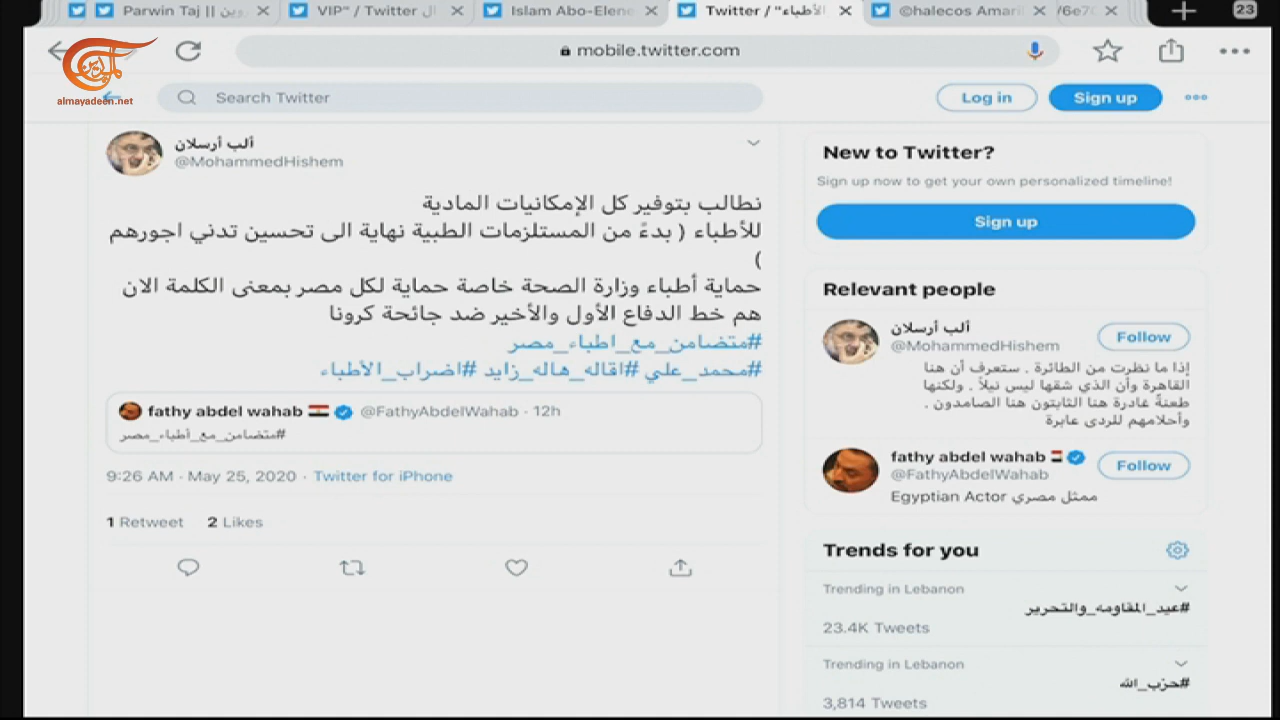 Parwin Taj ||
VIP" / Twitter
Islam Abo-Elene
Twitter / "الأطباء
©halecos Amari
23
mobile.twitter.com
الميادين
almayadeen.net
Search Twitter
Log in
Sign up
ألب أرسلان
@MohammedHishem
نطالب بتوفير كل الإمكانيات المادية
للأطباء ( بدءً من المستلزمات الطبية نهاية الى تحسين تدني اجورهم
)
حماية أطباء وزارة الصحة خاصة حماية لكل مصر بمعنى الكلمة الان
هم خط الدفاع الأول والأخير ضد جائحة كرونا
#متضامن_مع_اطباء_مصر
#محمد_علي #اقاله_هاله_زايد #اضراب_الأطباء
fathy abdel wahab @FathyAbdelWahab · 12h
#متضامن_مع_أطباء_مصر
9:26 AM · May 25, 2020 · Twitter for iPhone
1 Retweet 2 Likes
New to Twitter?
Sign up now to get your own personalized timeline!
Sign up
Relevant people
ألب أرسلان
@MohammedHishem
Follow
إذا ما نظرت من الطائرة . ستعرف أن هنا
القاهرة وأن الذي شقها ليس نيلاً . ولكنها
طعنةً غادرة هنا الثابتون هنا الصامدون .
وأحلامهم للردى عابرة
fathy abdel wahab
@FathyAbdelWahab
Follow
Egyptian Actor ممثل مصري
Trends for you
Trending in Lebanon
#عيد_المقاومه_والتحرير
23.4K Tweets
Trending in Lebanon
#حزب_الله
3,814 Tweets